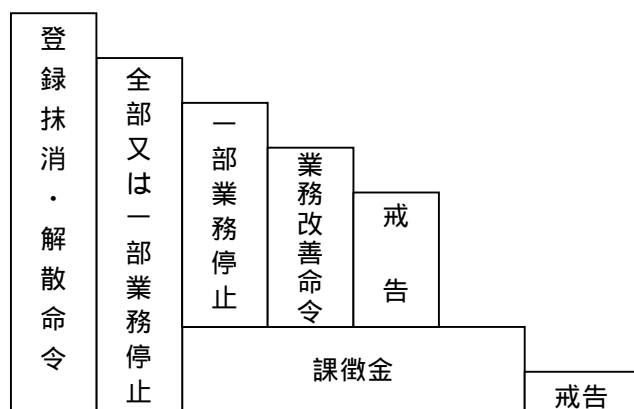 登録抹消・解散命令
全部又は一部業務停止
一部業務停止
業務改善命令
戒告
課徴金
戒告